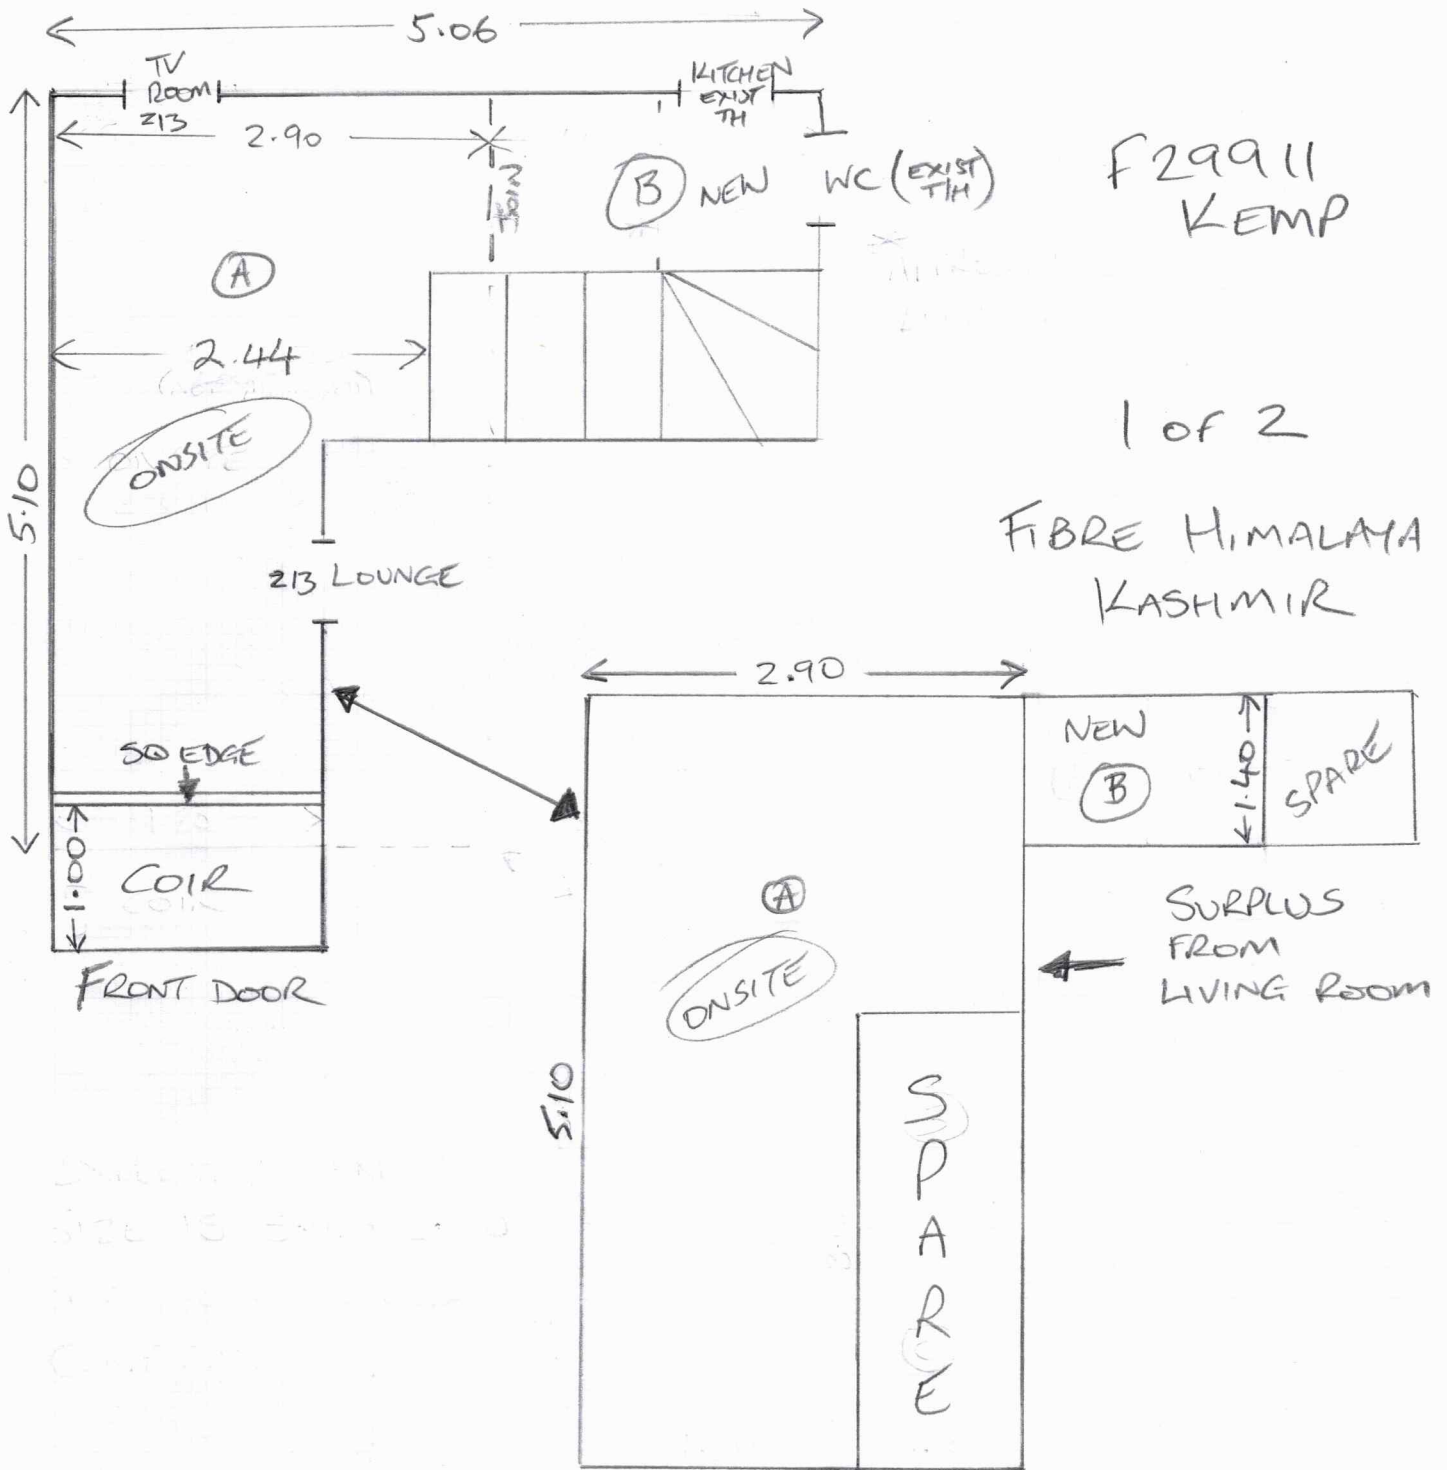 5.06
TV
ROOM
213
KITCHEN
EXIST
TH
2.90
JOIN
B NEW
WC (EXIST
T/H)
F29911
KEMP
A
2.44
ONSITE
5.10
1 OF 2
213 LOUNGE
FIBRE HIMALAYA
KASHMIR
2.90
SQ EDGE
1.00
COIR
FRONT DOOR
NEW
B
1.40
SPARE
A
ONSITE
SURPLUS
FROM
LIVING ROOM
5.10
SPARE